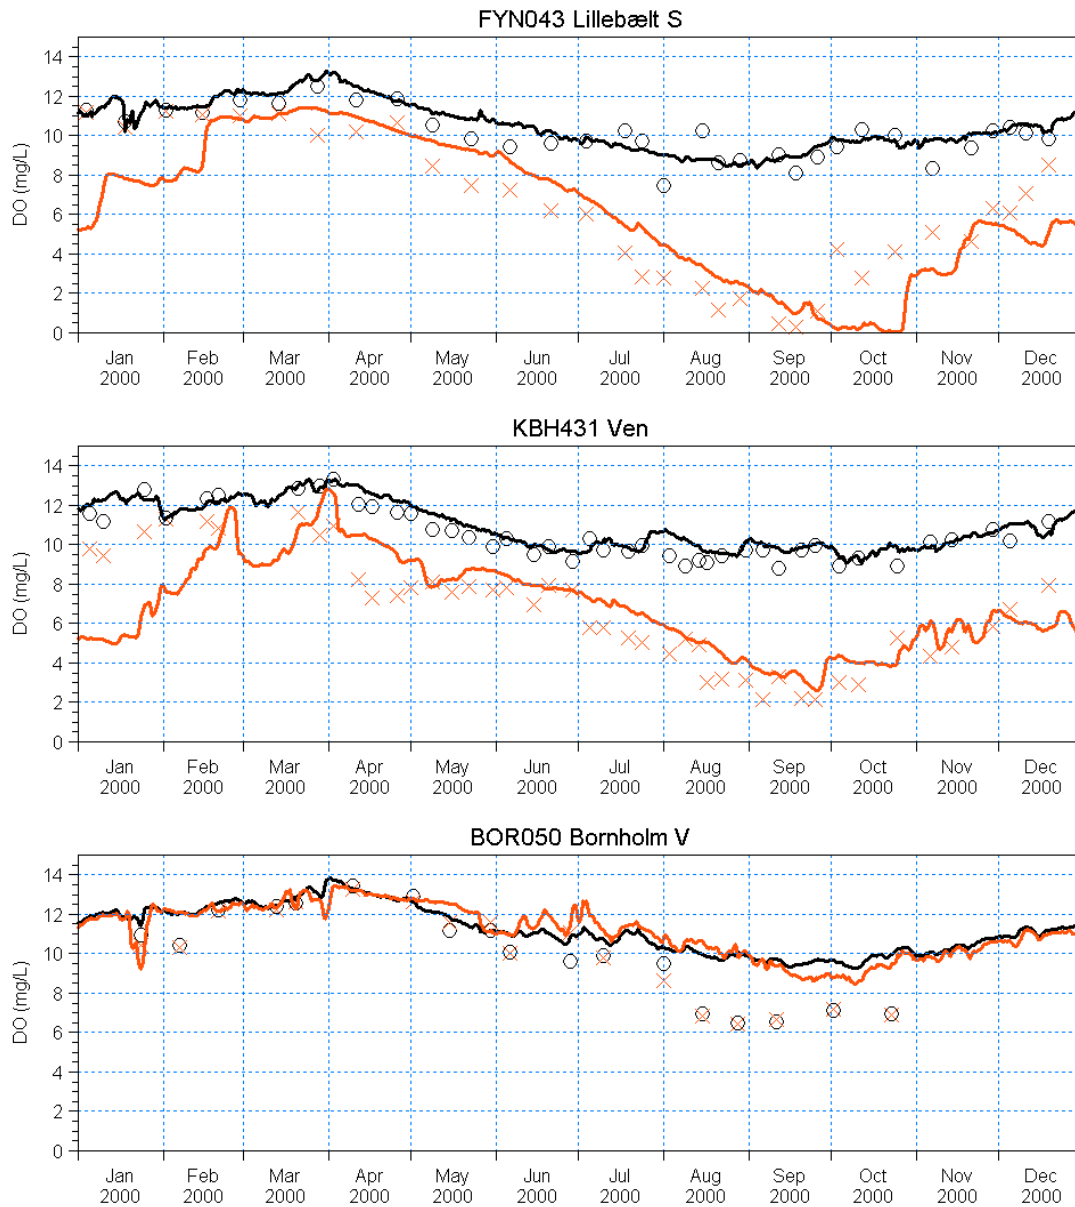 FYN043 Lillebælt S
14
12
10
8
6
4
2
0
DO (mg/L)
Jan Feb Mar Apr May Jun Jul Aug Sep Oct Nov Dec
2000 2000 2000 2000 2000 2000 2000 2000 2000 2000 2000 2000
KBH431 Ven
14
12
10
8
6
4
2
0
DO (mg/L)
Jan Feb Mar Apr May Jun Jul Aug Sep Oct Nov Dec
2000 2000 2000 2000 2000 2000 2000 2000 2000 2000 2000 2000
BOR050 Bornholm V
14
12
10
8
6
4
2
0
DO (mg/L)
Jan Feb Mar Apr May Jun Jul Aug Sep Oct Nov Dec
2000 2000 2000 2000 2000 2000 2000 2000 2000 2000 2000 2000